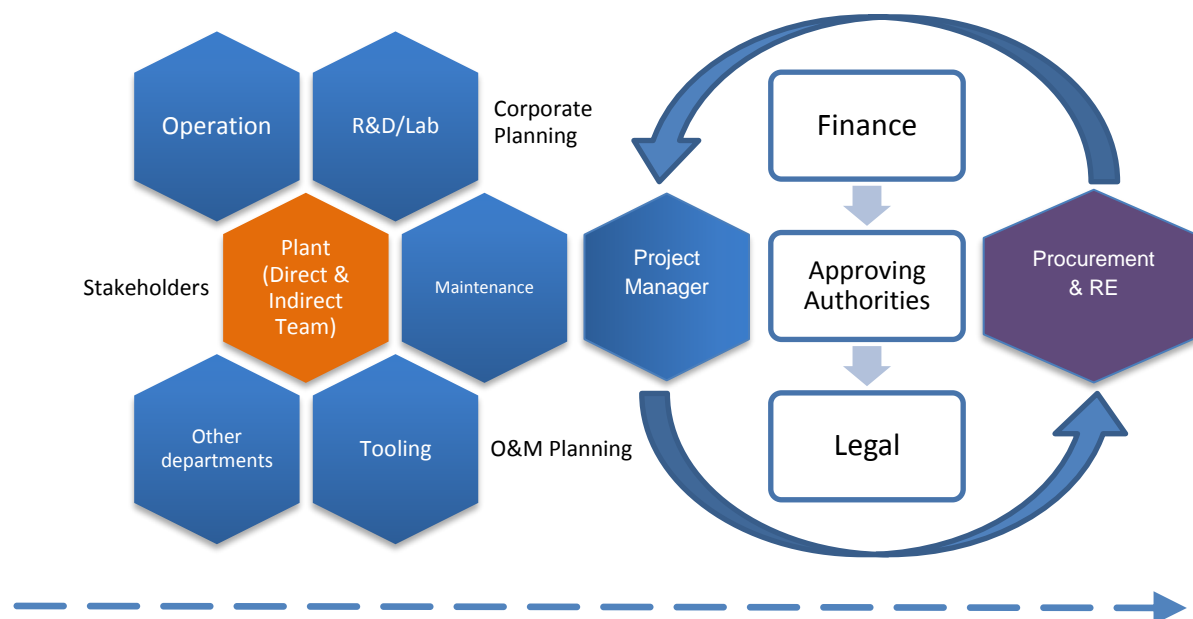 Operation
R&D/Lab
Corporate
Planning
Finance
Stakeholders
Plant
(Direct &
Indirect
Team)
Maintenance
Project
Manager
Approving
Authorities
Procurement
& RE
Other
departments
Tooling
O&M Planning
Legal